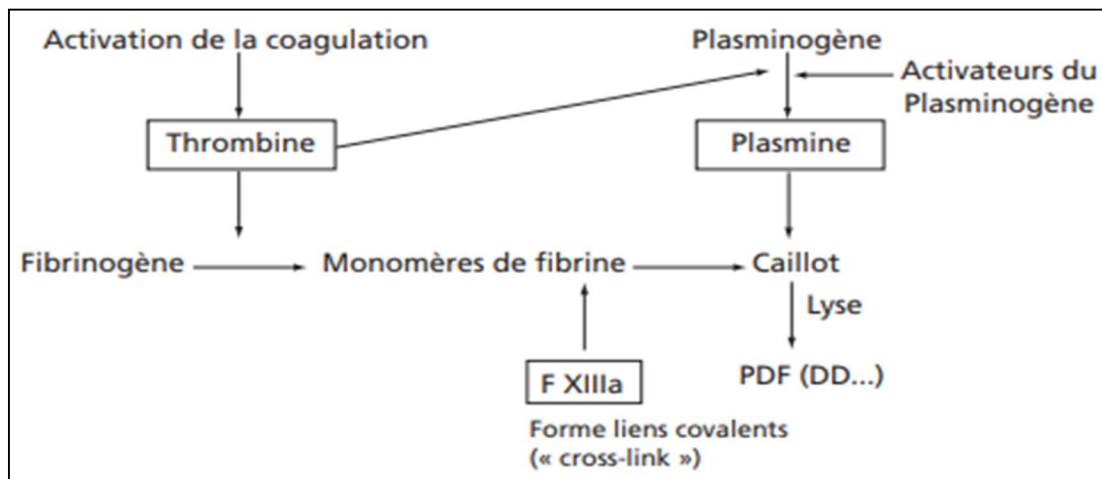 Activation de la coagulation
Plasminogène
Activateurs du
Plasminogène
Thrombine
Plasmine
Fibrinogène
Monomères de fibrine
Caillot
Lyse
F XIIIa
PDF (DD...)
Forme liens covalents
(« cross-link »)